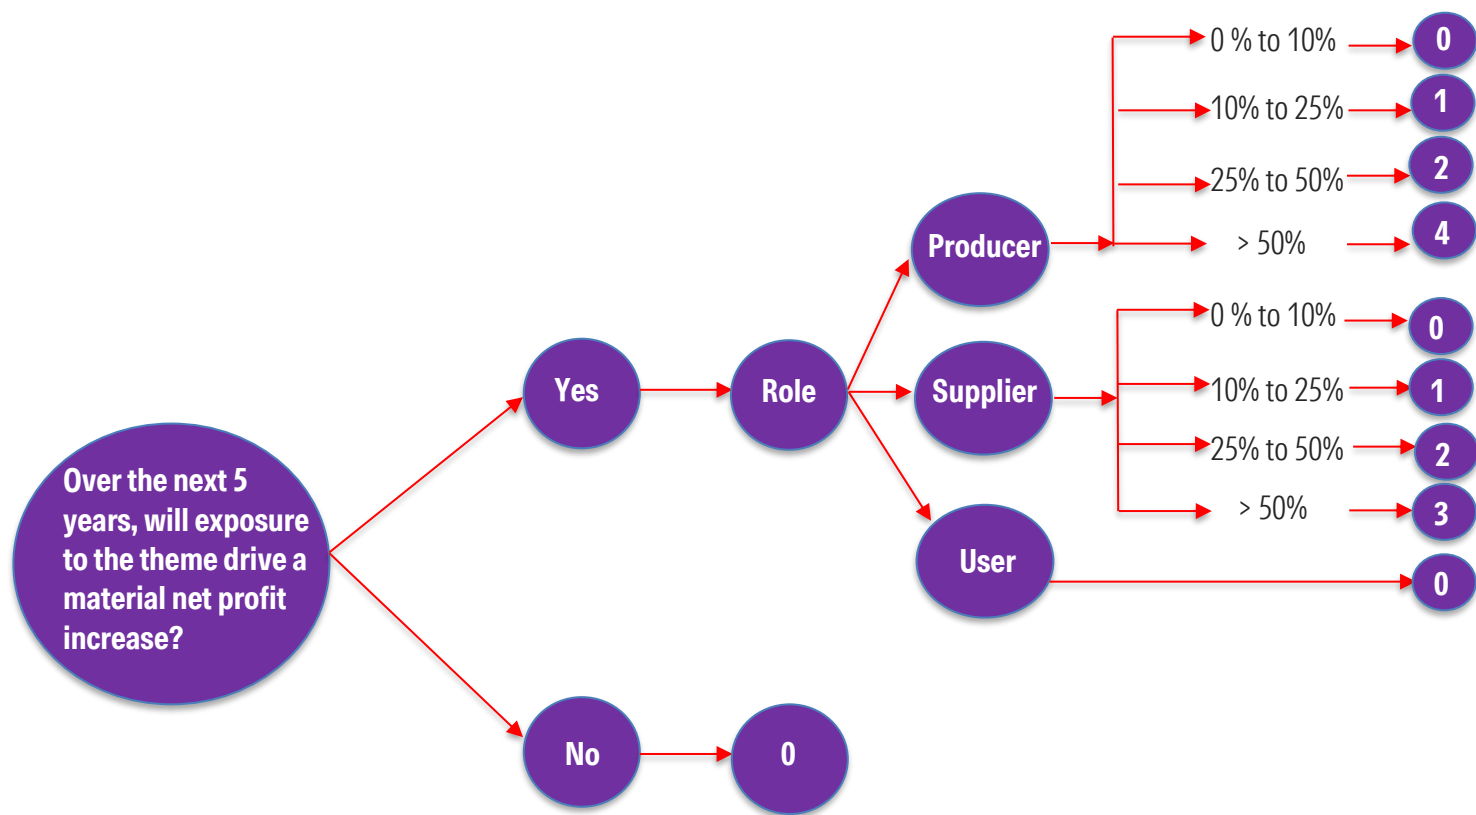 Over the next 5
years, will exposure
to the theme drive a
material net profit
increase?
Yes
No
0
Role
Producer
0 % to 10%
0
10% to 25%
1
25% to 50%
2
> 50%
4
Supplier
0 % to 10%
0
10% to 25%
1
25% to 50%
2
> 50%
3
User
0